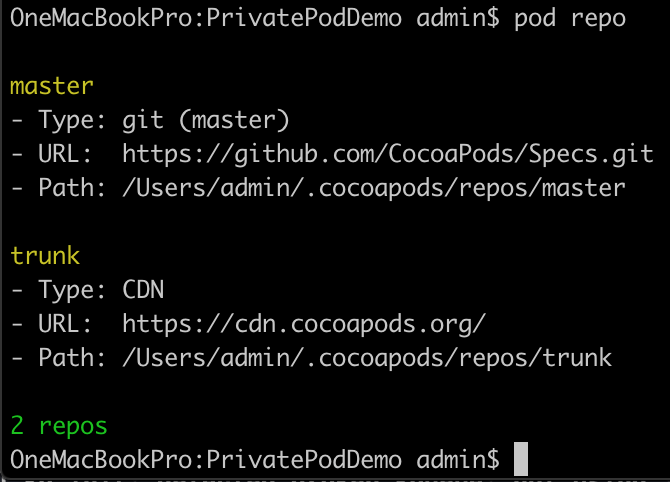 OneMacBookPro:PrivatePodDemo admin$ pod repo
master
- Type: git (master)
- URL:  https://github.com/CocoaPods/Specs.git
- Path: /Users/admin/.cocoapods/repos/master
trunk
- Type: CDN
- URL:  https://cdn.cocoapods.org/
- Path: /Users/admin/.cocoapods/repos/trunk
2 repos
OneMacBookPro:PrivatePodDemo admin$